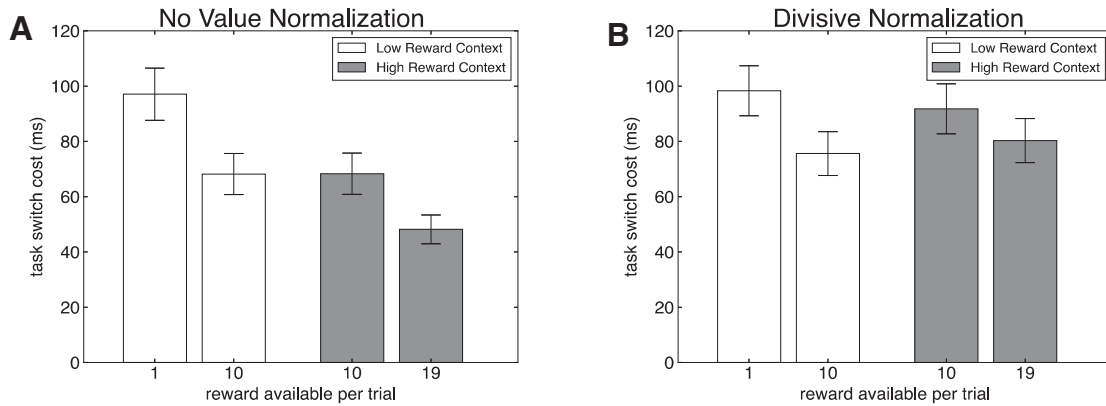 A
No Value Normalization
Low Reward Context
High Reward Context
task switch cost (ms)
120
100
80
60
40
20
0
1
10
10
19
reward available per trial
B
Divisive Normalization
Low Reward Context
High Reward Context
task switch cost (ms)
120
100
80
60
40
20
0
1
10
10
19
reward available per trial